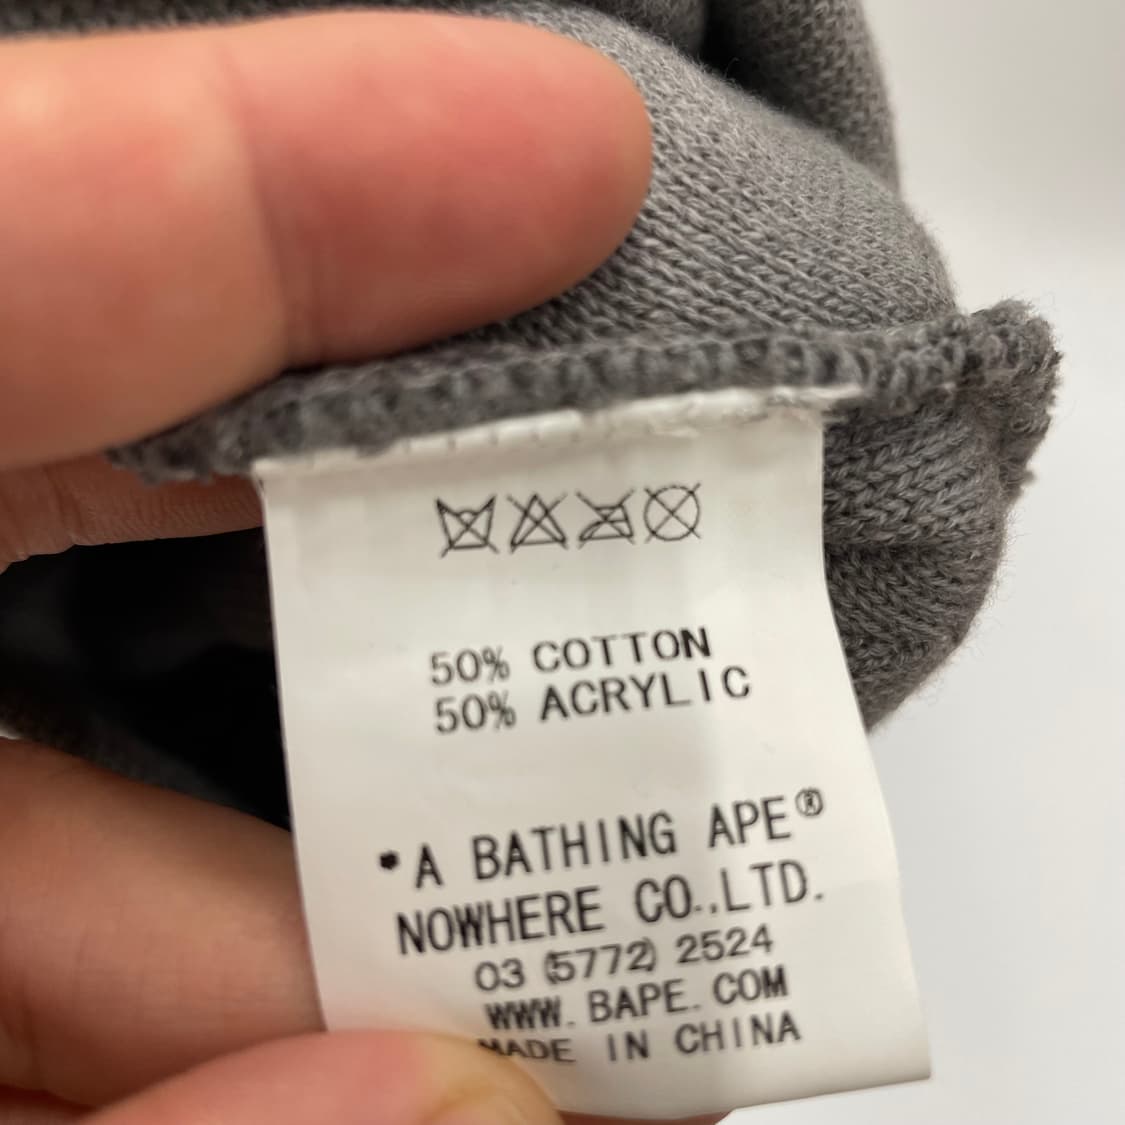 50% COTTON
50% ACRYLIC
*A BATHING APE®
NOWHERE CO.,LTD.
03 (5772) 2524
WWW. BAPE. COM
MADE IN CHINA